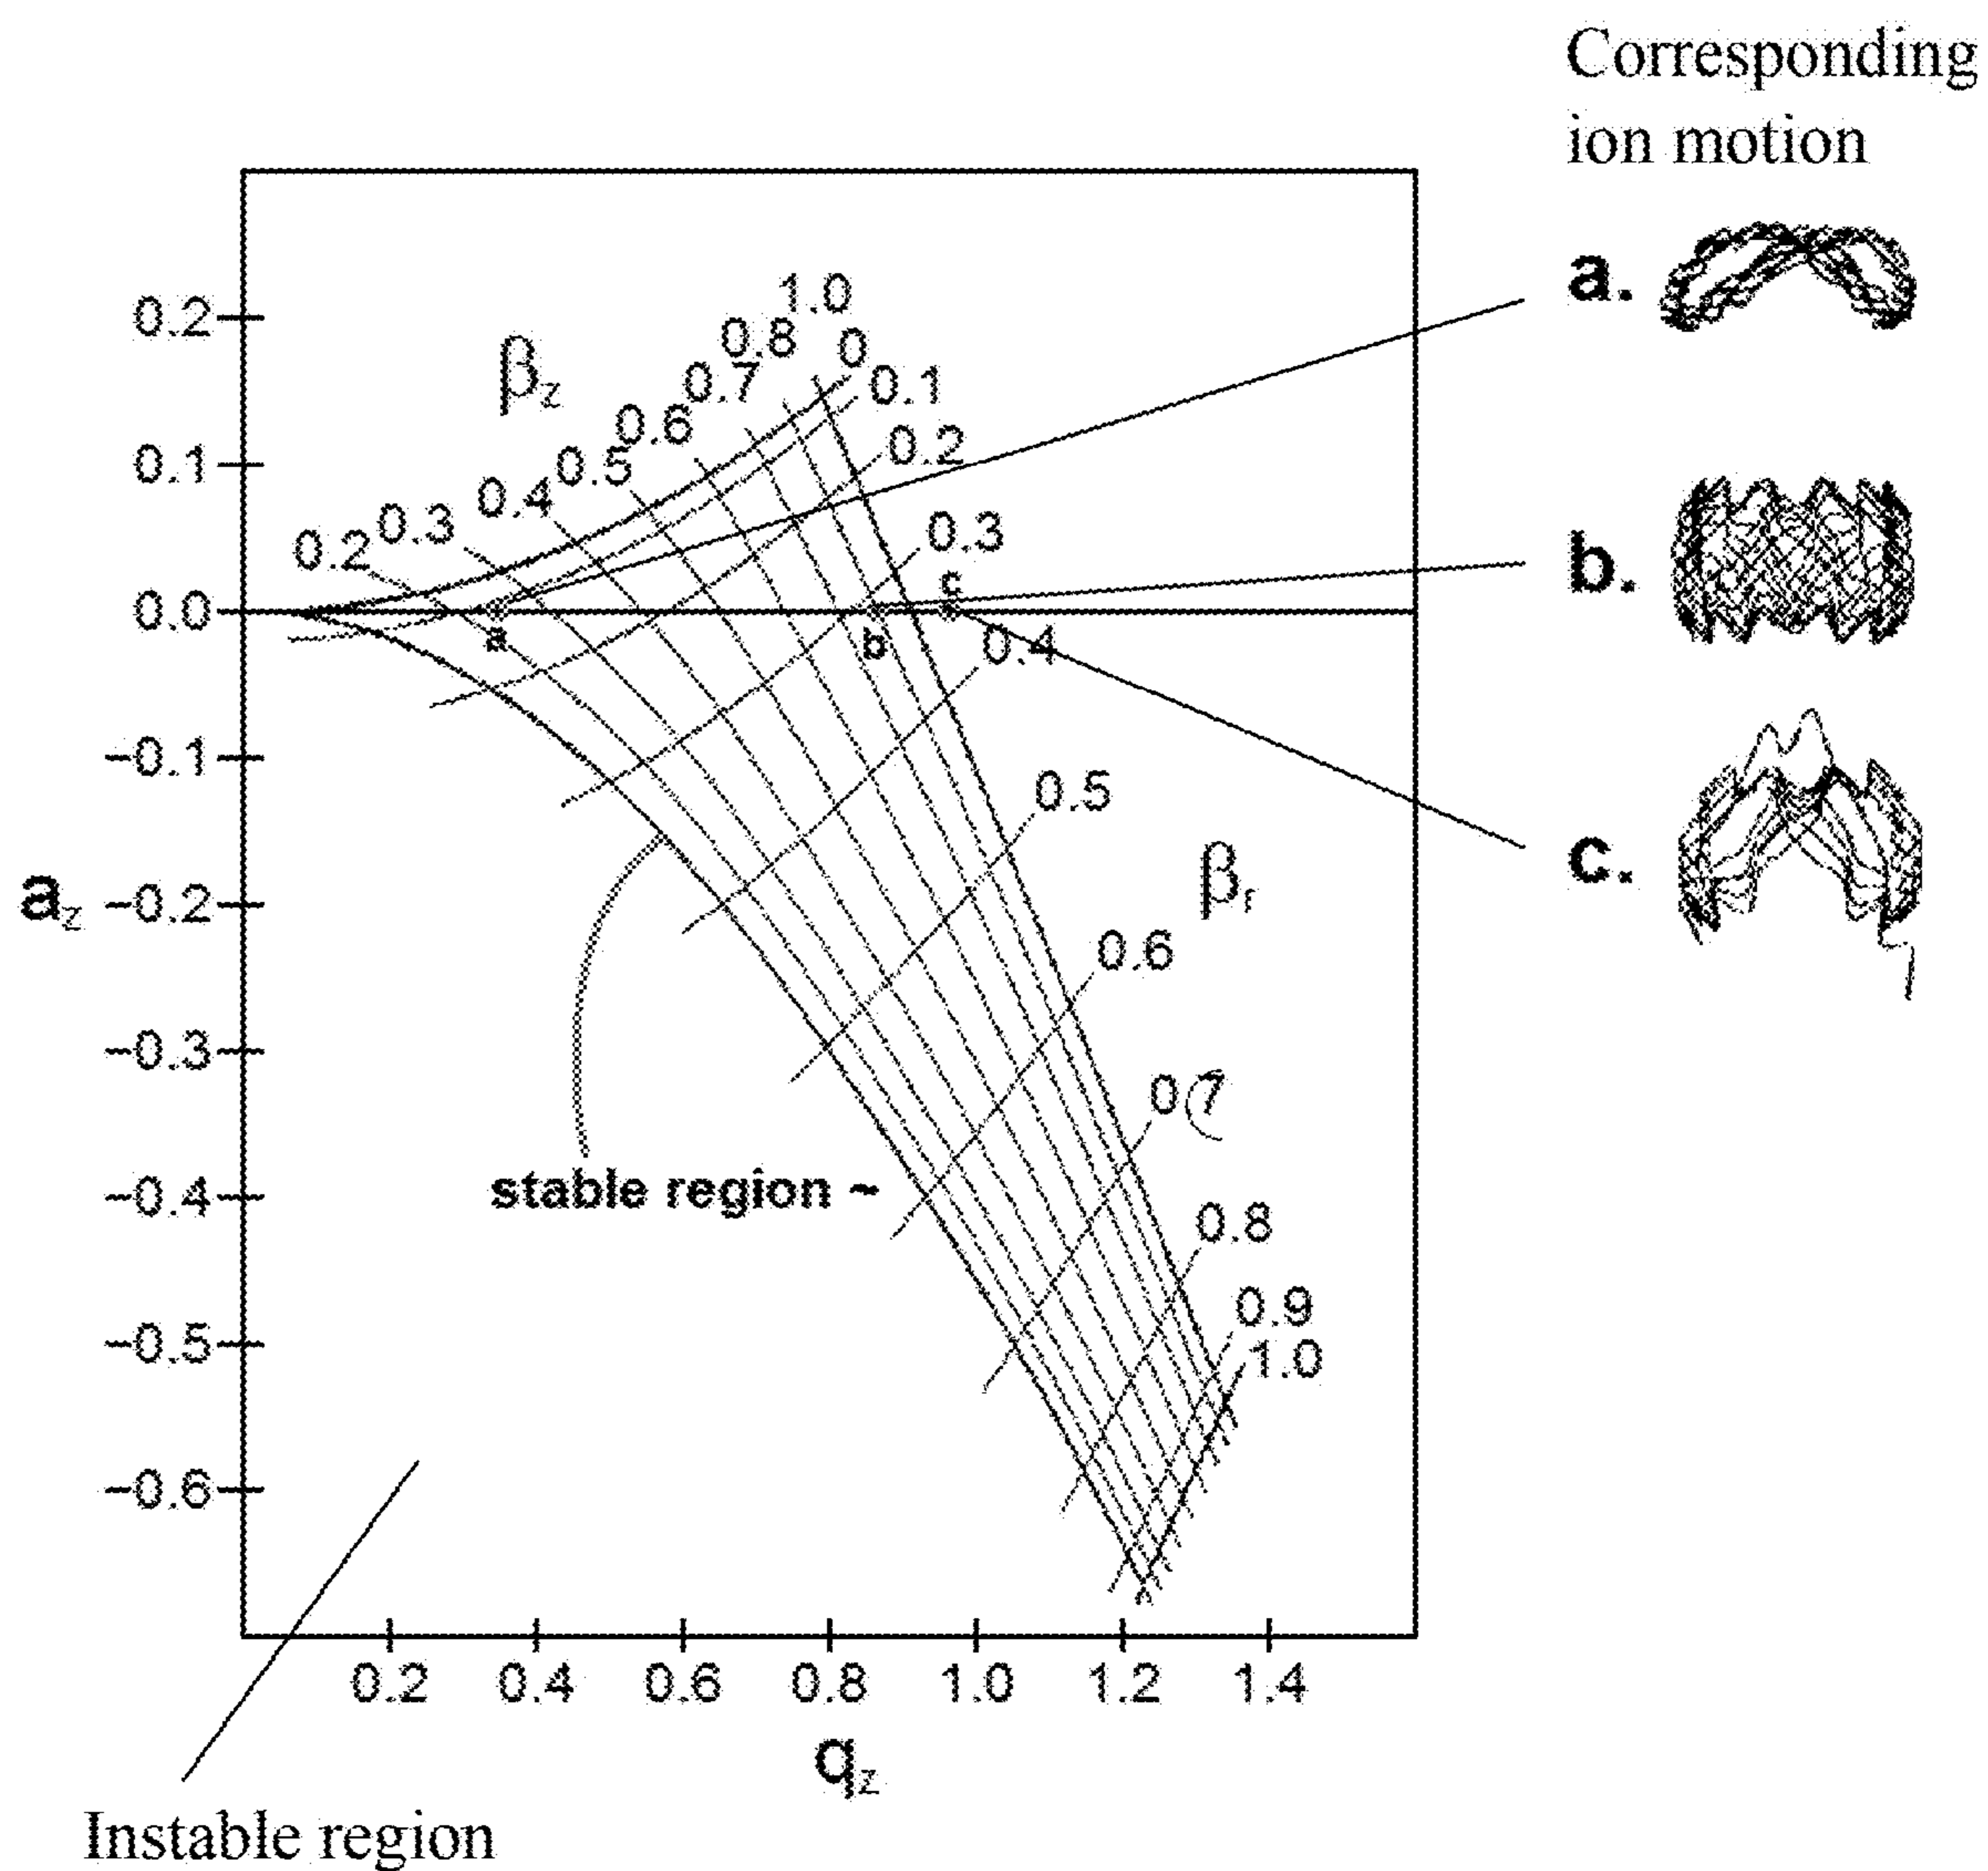 Corresponding
ion motion
a.
b.
c.
0.2
0.1
0.0
−0.1
−0.2
−0.3
−0.4
−0.5
−0.6
az
βz
0.2
0.3
0.4
0.5
0.6
0.7
0.8
1.0
0
0.1
0.2
0.3
0.4
0.5
βr
0.6
0.7
0.8
0.9
1.0
a
b
c
stable region ~
0.2 0.4 0.6 0.8 1.0 1.2 1.4
qz
Instable region